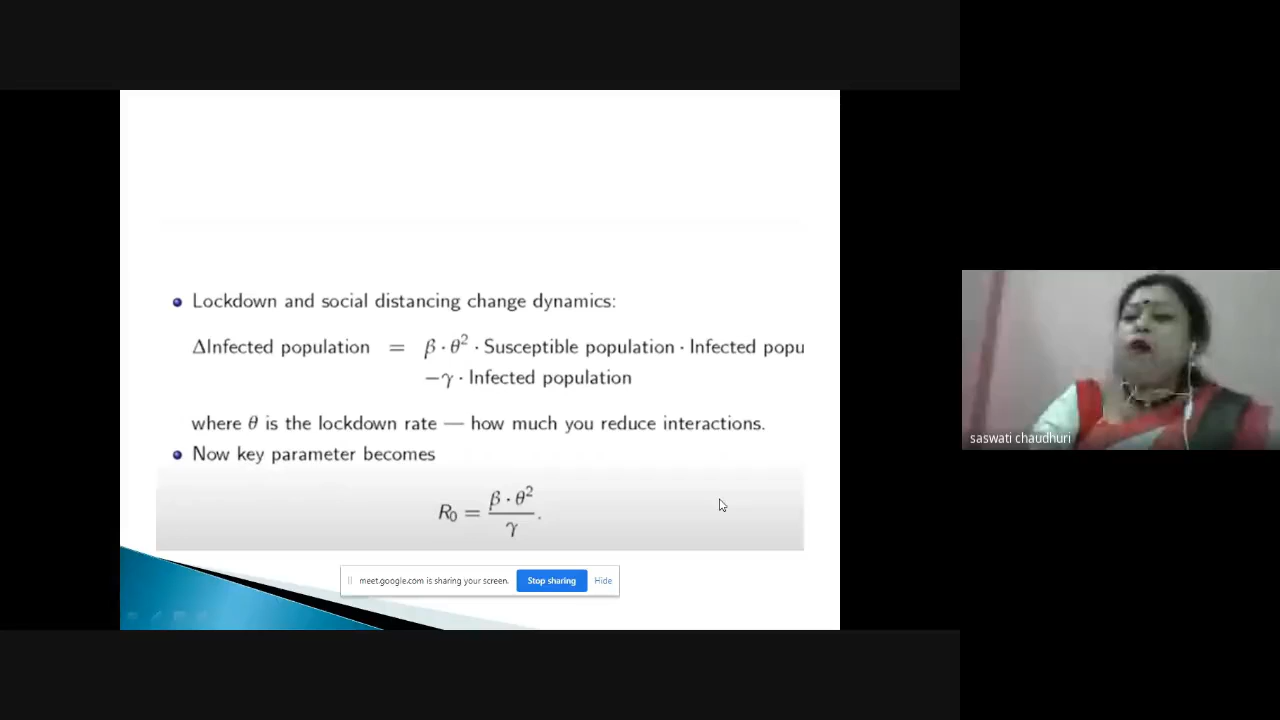 Lockdown and social distancing change dynamics:
ΔInfected population = β · θ² · Susceptible population · Infected popu
−γ · Infected population
where θ is the lockdown rate — how much you reduce interactions.
Now key parameter becomes
R₀ = β · θ² / γ .
meet.google.com is sharing your screen. Stop sharing Hide
saswati chaudhuri